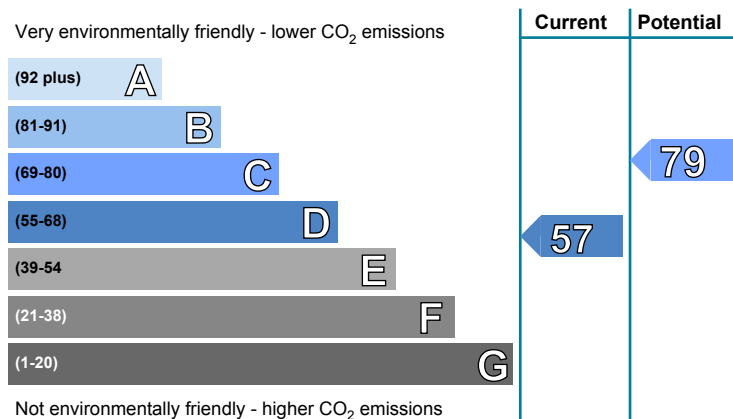 Very environmentally friendly - lower CO2 emissions
Current
Potential
(92 plus) A
(81-91) B
(69-80) C
79
(55-68) D
57
(39-54 E
(21-38) F
(1-20) G
Not environmentally friendly - higher CO2 emissions